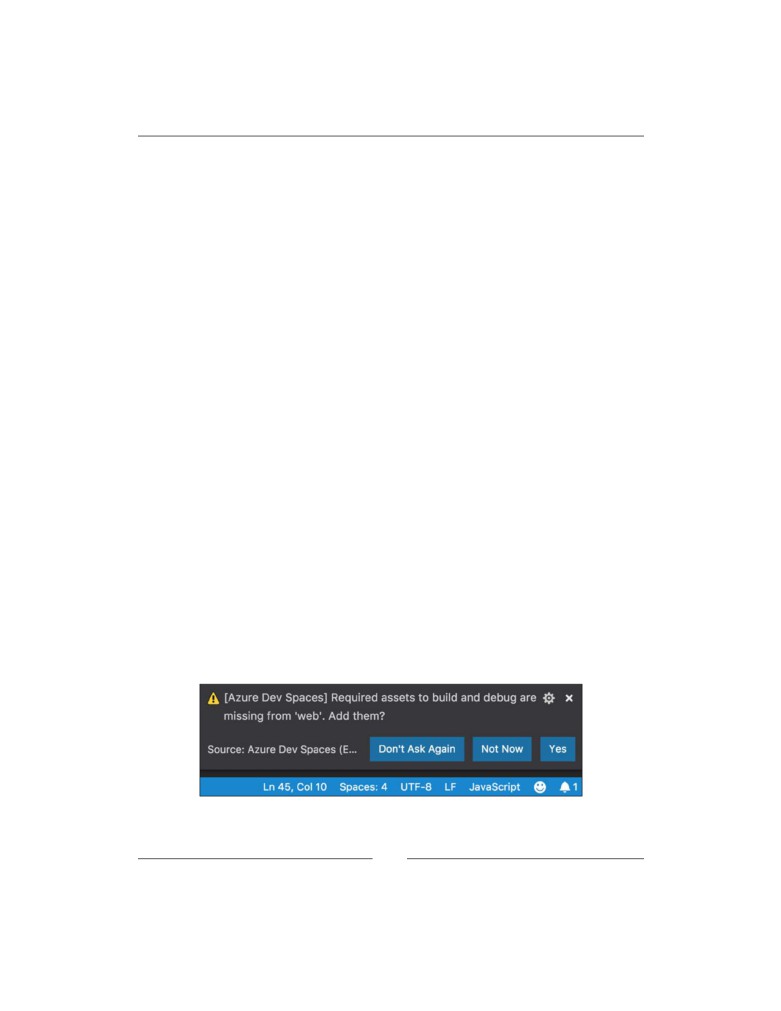 [Azure Dev Spaces] Required assets to build and debug are
missing from 'web'. Add them?
Source: Azure Dev Spaces (E... Don't Ask Again Not Now Yes
Ln 45, Col 10 Spaces: 4 UTF-8 LF JavaScript 1